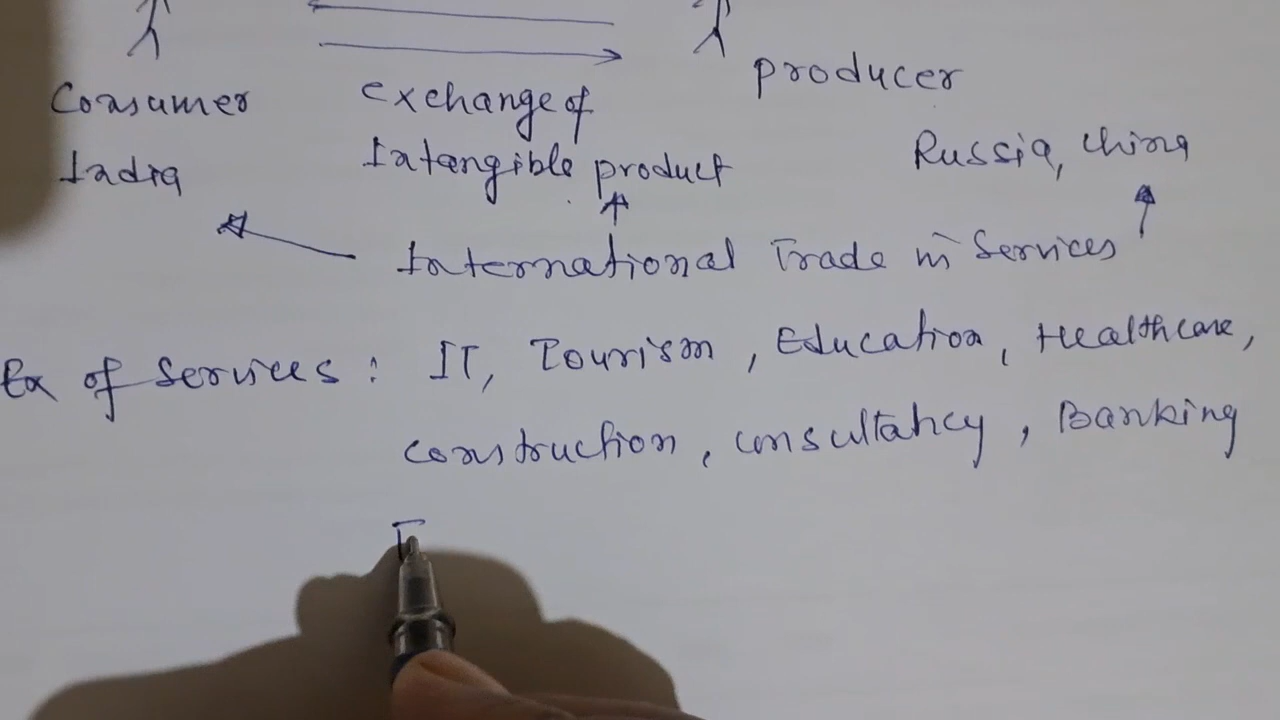 producer
Consumer exchange of
India Intangible product Russia, China
International Trade in Services
Ex of Services : IT, Tourism, Education, Healthcare,
construction, consultancy, Banking